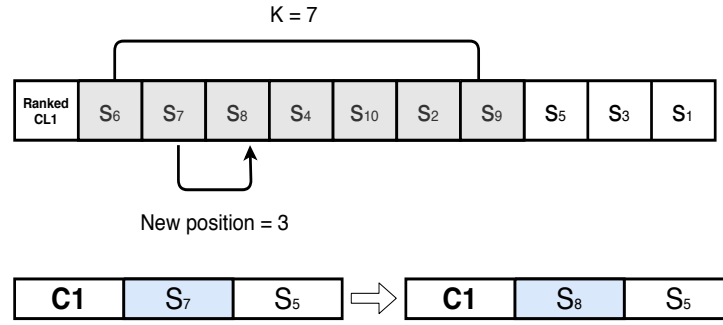 K = 7
Ranked CL1 S₆ S₇ S₈ S₄ S₁₀ S₂ S₉ S₅ S₃ S₁
New position = 3
C1 S₇ S₅ C1 S₈ S₅